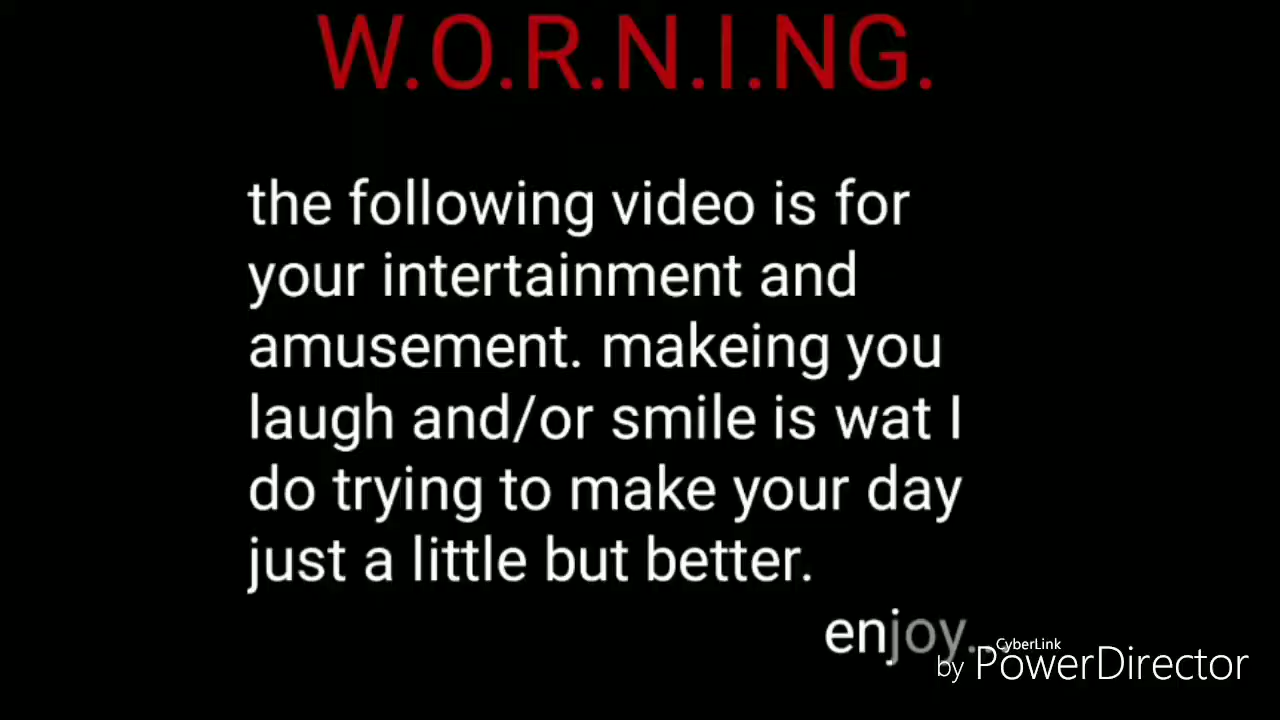 W.O.R.N.I.NG.
the following video is for
your intertainment and
amusement. makeing you
laugh and/or smile is wat I
do trying to make your day
just a little but better.
enjoy..
CyberLink
by PowerDirector